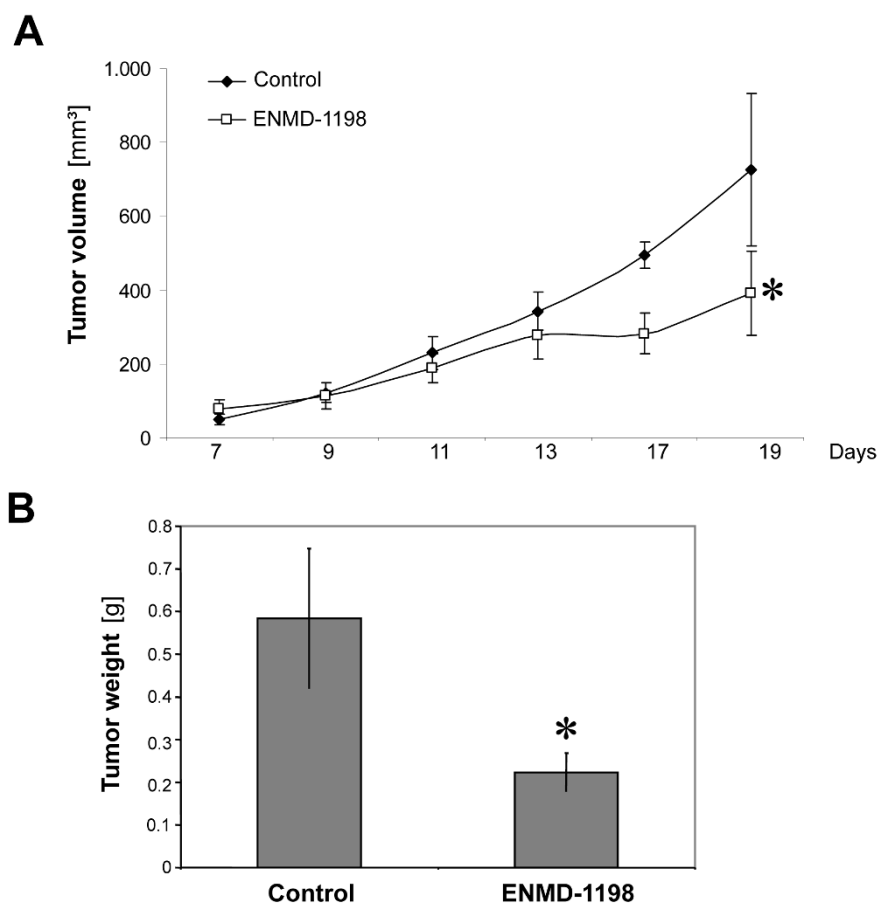 A
1.000
800
600
400
200
0
Tumor volume [mm³]
Control
ENMD-1198
7 9 11 13 17 19 Days
*
B
0.8
0.7
0.6
0.5
0.4
0.3
0.2
0.1
0
Tumor weight [g]
*
Control ENMD-1198